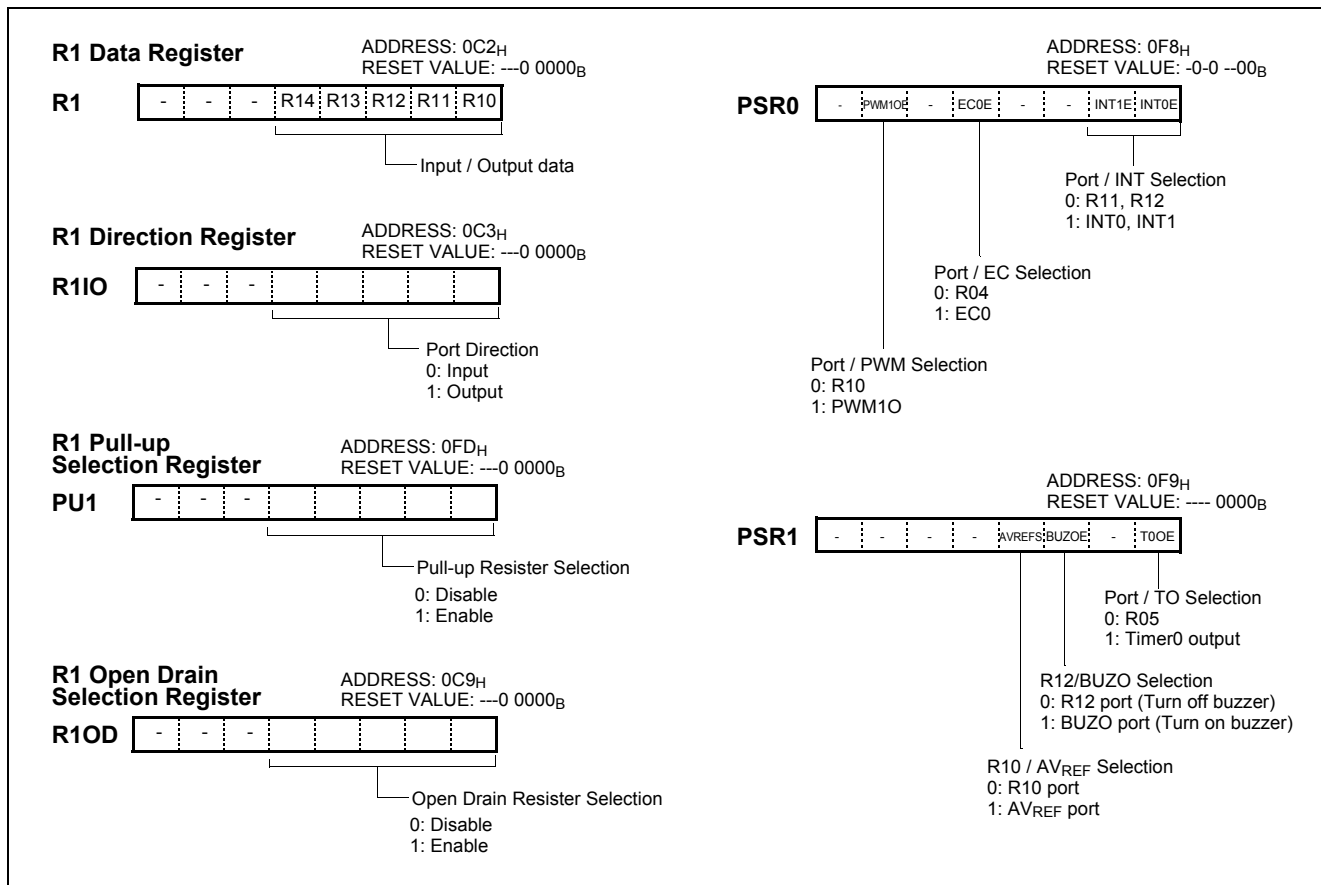 R1 Data Register
ADDRESS: 0C2H
RESET VALUE: ---0 0000B
R1
- - - R14 R13 R12 R11 R10
Input / Output data
R1 Direction Register
ADDRESS: 0C3H
RESET VALUE: ---0 0000B
R1IO
- - -
Port Direction
0: Input
1: Output
R1 Pull-up
Selection Register
ADDRESS: 0FDH
RESET VALUE: ---0 0000B
PU1
- - -
Pull-up Resister Selection
0: Disable
1: Enable
R1 Open Drain
Selection Register
ADDRESS: 0C9H
RESET VALUE: ---0 0000B
R1OD
- - -
Open Drain Resister Selection
0: Disable
1: Enable
ADDRESS: 0F8H
RESET VALUE: -0-0 --00B
PSR0
- PWM1OE - EC0E - - INT1E INT0E
Port / INT Selection
0: R11, R12
1: INT0, INT1
Port / EC Selection
0: R04
1: EC0
Port / PWM Selection
0: R10
1: PWM1O
ADDRESS: 0F9H
RESET VALUE: ---- 0000B
PSR1
- - - - AVREFS BUZOE - T0OE
Port / TO Selection
0: R05
1: Timer0 output
R12/BUZO Selection
0: R12 port (Turn off buzzer)
1: BUZO port (Turn on buzzer)
R10 / AVREF Selection
0: R10 port
1: AVREF port